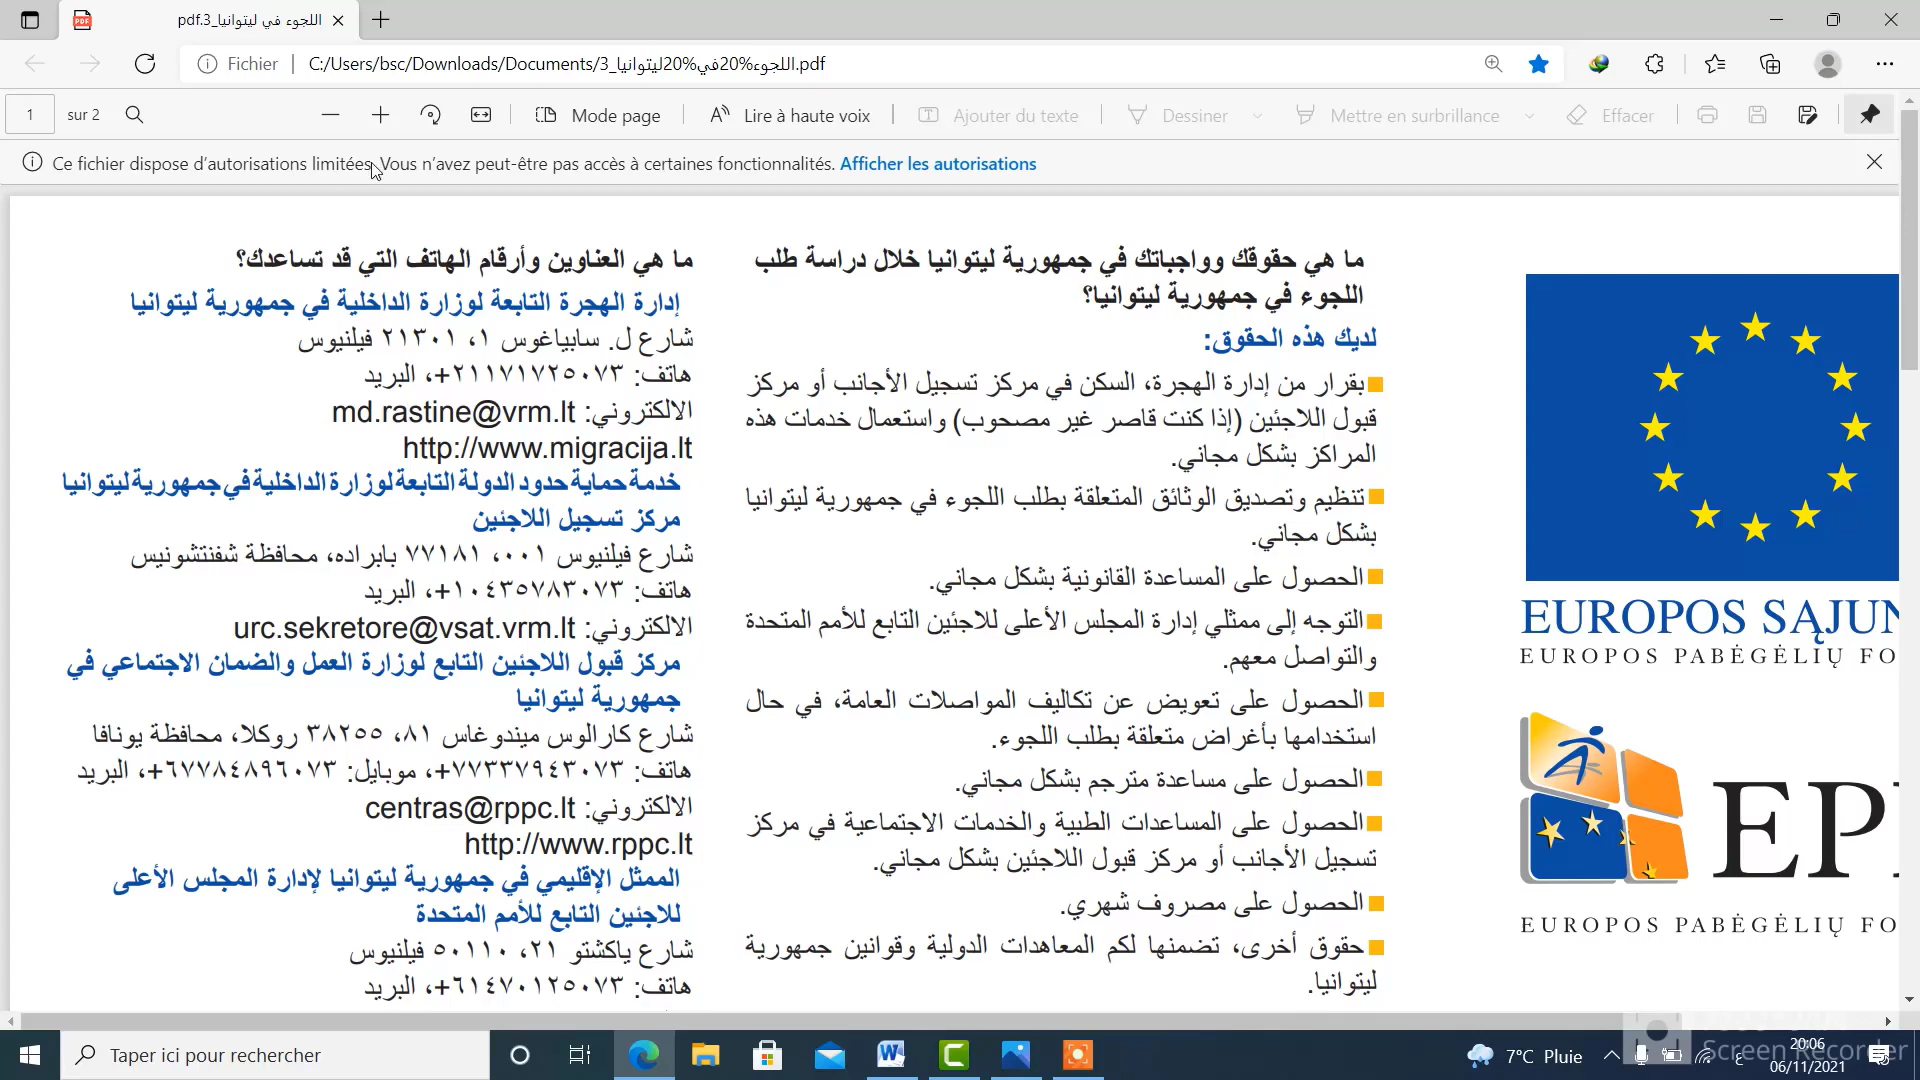 اللجوء في ليتوانيا_3.pdf
Fichier
C:/Users/bsc/Downloads/Documents/3_اللجوء%20في%20ليتوانيا.pdf
1 sur 2
Mode page
Lire à haute voix
Ajouter du texte
Dessiner
Mettre en surbrillance
Effacer
Ce fichier dispose d'autorisations limitées. Vous n'avez peut-être pas accès à certaines fonctionnalités. Afficher les autorisations
EUROPOS SĄJUN
EUROPOS PABĖGĖLIŲ FO
EP
EUROPOS PABĖGĖLIŲ FO
ما هي حقوقك وواجباتك في جمهورية ليتوانيا خلال دراسة طلب
اللجوء في جمهورية ليتوانيا؟
لديك هذه الحقوق:
بقرار من إدارة الهجرة، السكن في مركز تسجيل الأجانب أو مركز
قبول اللاجئين (إذا كنت قاصر غير مصحوب) واستعمال خدمات هذه
المراكز بشكل مجاني.
تنظيم وتصديق الوثائق المتعلقة بطلب اللجوء في جمهورية ليتوانيا
بشكل مجاني.
الحصول على المساعدة القانونية بشكل مجاني.
التوجه إلى ممثلي إدارة المجلس الأعلى للاجئين التابع للأمم المتحدة
والتواصل معهم.
الحصول على تعويض عن تكاليف المواصلات العامة، في حال
استخدامها بأغراض متعلقة بطلب اللجوء.
الحصول على مساعدة مترجم بشكل مجاني.
الحصول على المساعدات الطبية والخدمات الاجتماعية في مركز
تسجيل الأجانب أو مركز قبول اللاجئين بشكل مجاني.
الحصول على مصروف شهري.
حقوق أخرى، تضمنها لكم المعاهدات الدولية وقوانين جمهورية
ليتوانيا.
ما هي العناوين وأرقام الهاتف التي قد تساعدك؟
إدارة الهجرة التابعة لوزارة الداخلية في جمهورية ليتوانيا
شارع ل. سابياغوس ١، ٢١٣٠١ فيلنيوس
هاتف: ٢١١٧١٧٢٥٠٧٣+، البريد
الالكتروني: md.rastine@vrm.lt
http://www.migracija.lt
خدمة حماية حدود الدولة التابعة لوزارة الداخلية في جمهورية ليتوانيا
مركز تسجيل اللاجئين
شارع فيلنيوس ٠٠١، ٧٧١٨١ بابراده، محافظة شفنتشونيس
هاتف: ١٠٤٣٥٧٨٣٠٧٣+، البريد
الالكتروني: urc.sekretore@vsat.vrm.lt
مركز قبول اللاجئين التابع لوزارة العمل والضمان الاجتماعي في
جمهورية ليتوانيا
شارع كارالوس ميندوغاس ٨١، ٣٨٢٥٥ روكلا، محافظة يونافا
هاتف: ٧٧٣٣٧٩٤٣٠٧٣+، موبايل: ٦٧٧٨٤٨٩٦٠٧٣+، البريد
الالكتروني: centras@rppc.lt
http://www.rppc.lt
الممثل الإقليمي في جمهورية ليتوانيا لإدارة المجلس الأعلى
للاجئين التابع للأمم المتحدة
شارع ياكشتو ٢١، ٥٠١١٠ فيلنيوس
هاتف: ٦١٤٧٠١٢٥٠٧٣+، البريد
Taper ici pour rechercher
7°C Pluie
ع
20:06
06/11/2021
Screen Recorder